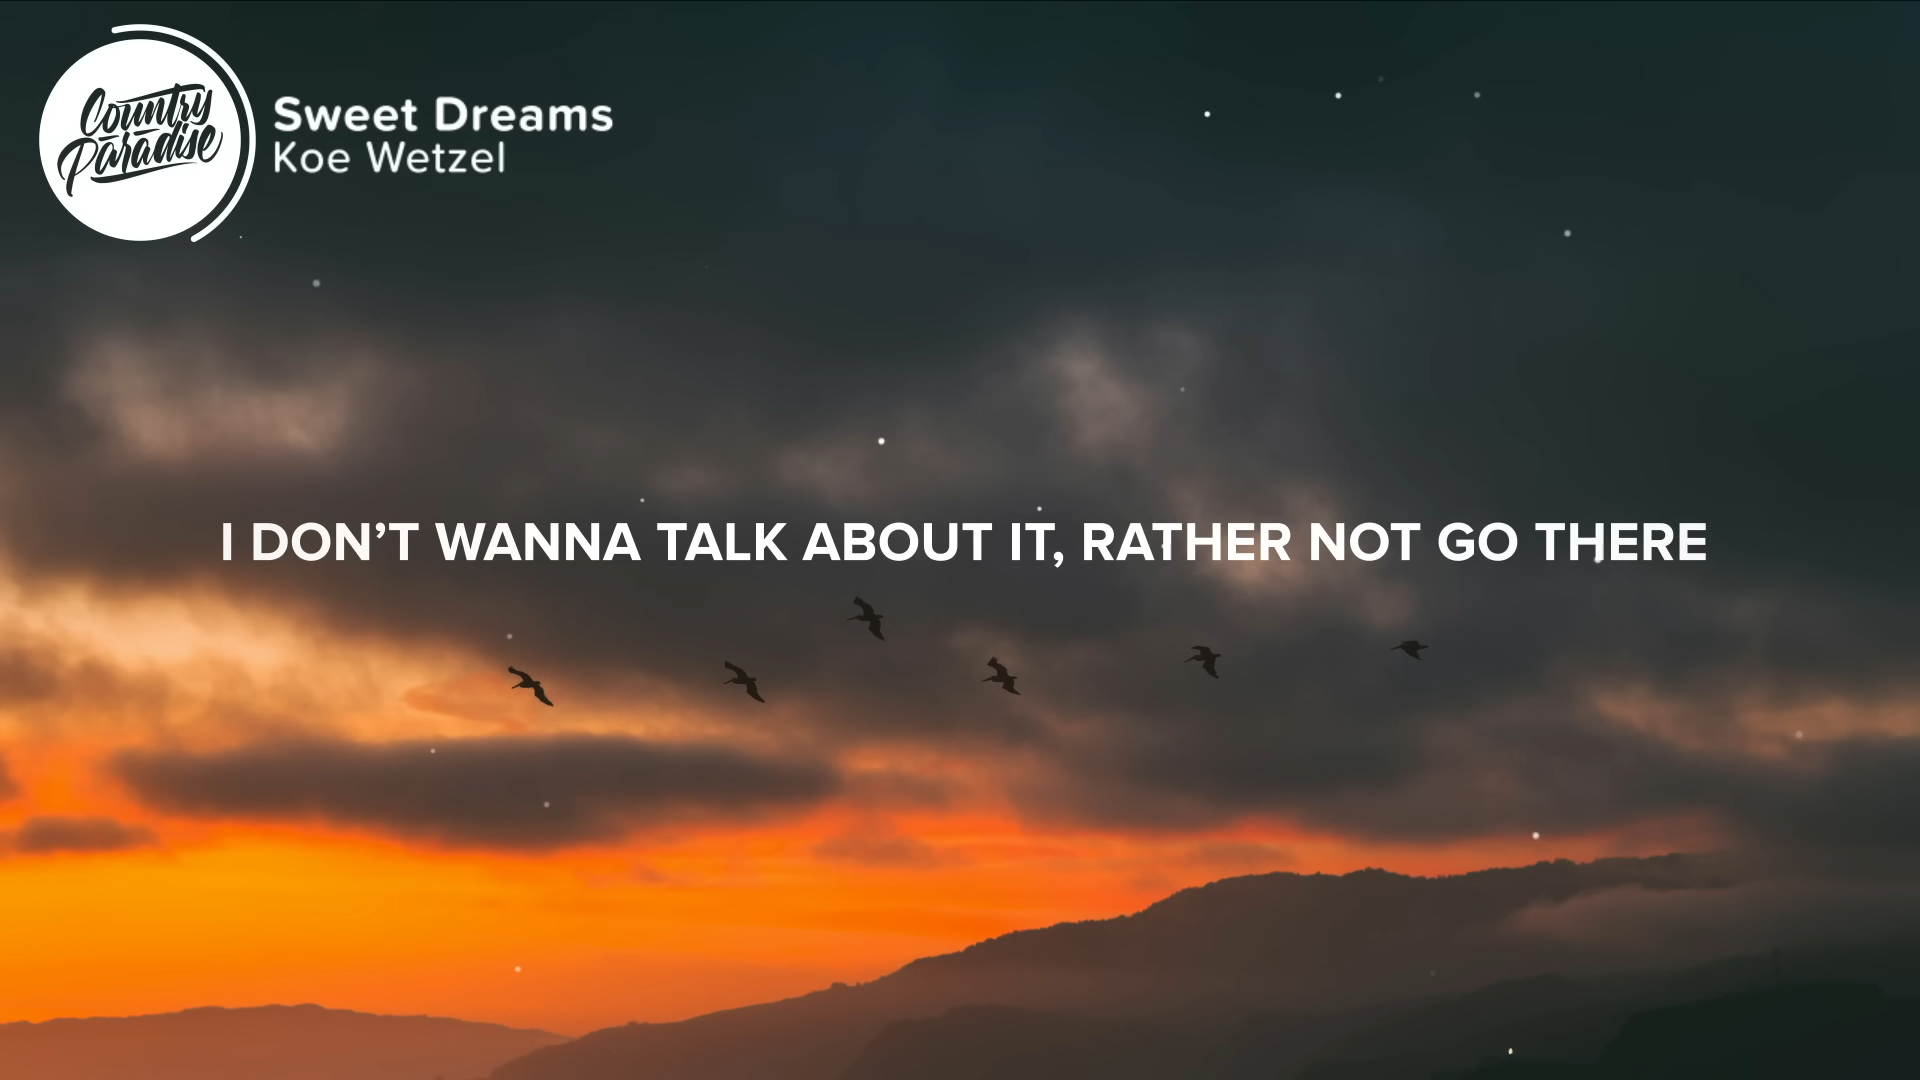 Country
Paradise
Sweet Dreams
Koe Wetzel
I DON’T WANNA TALK ABOUT IT, RATHER NOT GO THERE